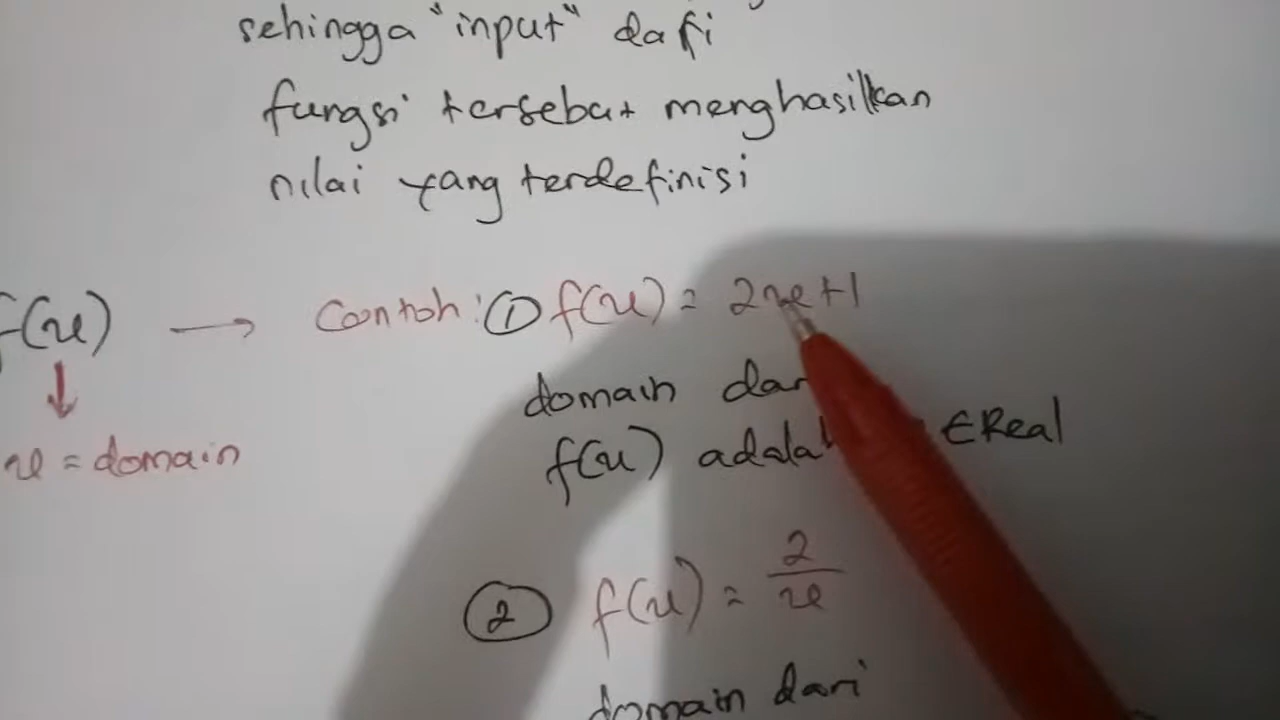 sehingga "input" dari
fungsi tersebut menghasilkan
nilai yang terdefinisi
f(x) → Contoh: ① f(x) = 2x+1
domain dar
x = domain
f(x) adalah ∈ Real
② f(x) = 2/x
domain dari